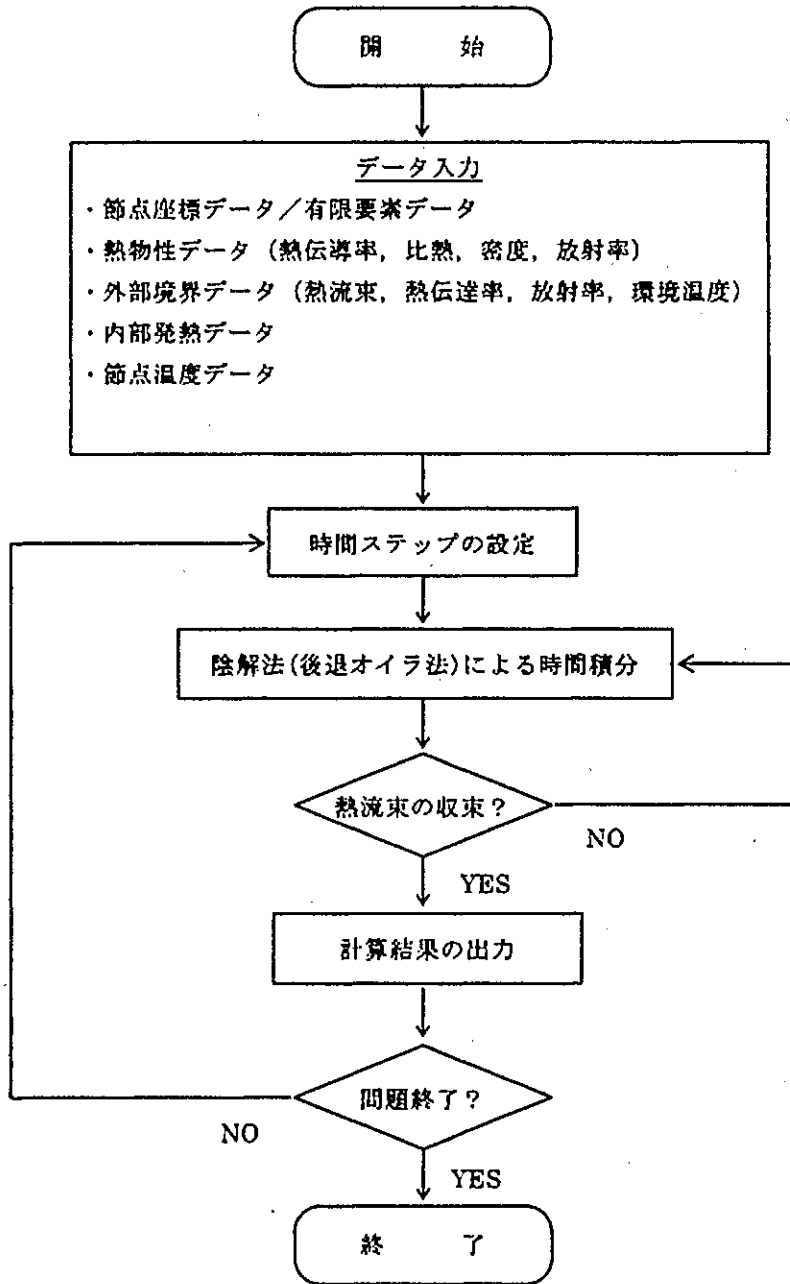 開 始
データ入力
・節点座標データ／有限要素データ
・熱物性データ（熱伝導率，比熱，密度，放射率）
・外部境界データ（熱流束，熱伝達率，放射率，環境温度）
・内部発熱データ
・節点温度データ
時間ステップの設定
陰解法(後退オイラ法)による時間積分
熱流束の収束？
NO
YES
計算結果の出力
問題終了？
NO
YES
終 了